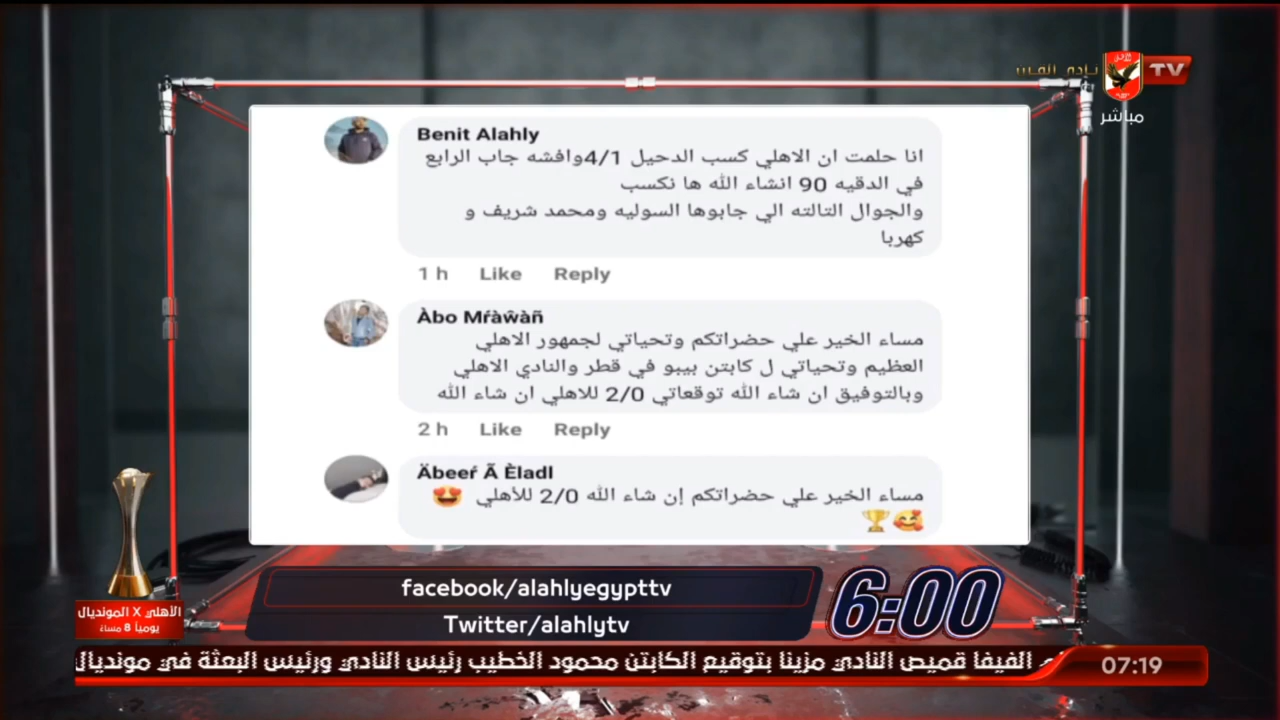 نادي القرن
TV
مباشر
Benit Alahly
انا حلمت ان الاهلي كسب الدحيل 4/1وافشه جاب الرابع
في الدقيه 90 انشاء الله ها نكسب
والجوال التالته الي جابوها السوليه ومحمد شريف و
كهربا
1 h Like Reply
Àbo Mŕàŵàñ
مساء الخير علي حضراتكم وتحياتي لجمهور الاهلي
العظيم وتحياتي ل كابتن بيبو في قطر والنادي الاهلي
وبالتوفيق ان شاء الله توقعاتي 2/0 للاهلي ان شاء الله
2 h Like Reply
Äbeeŕ Ã Èladl
مساء الخير علي حضراتكم إن شاء الله 2/0 للأهلي 😍
🥰🏆
الأهلي X المونديال
يومياً 8 مساءً
facebook/alahlyegypttv
Twitter/alahlytv
6:00
الفيفا قميص النادي مزينا بتوقيع الكابتن محمود الخطيب رئيس النادي ورئيس البعثة في مونديال
07:19